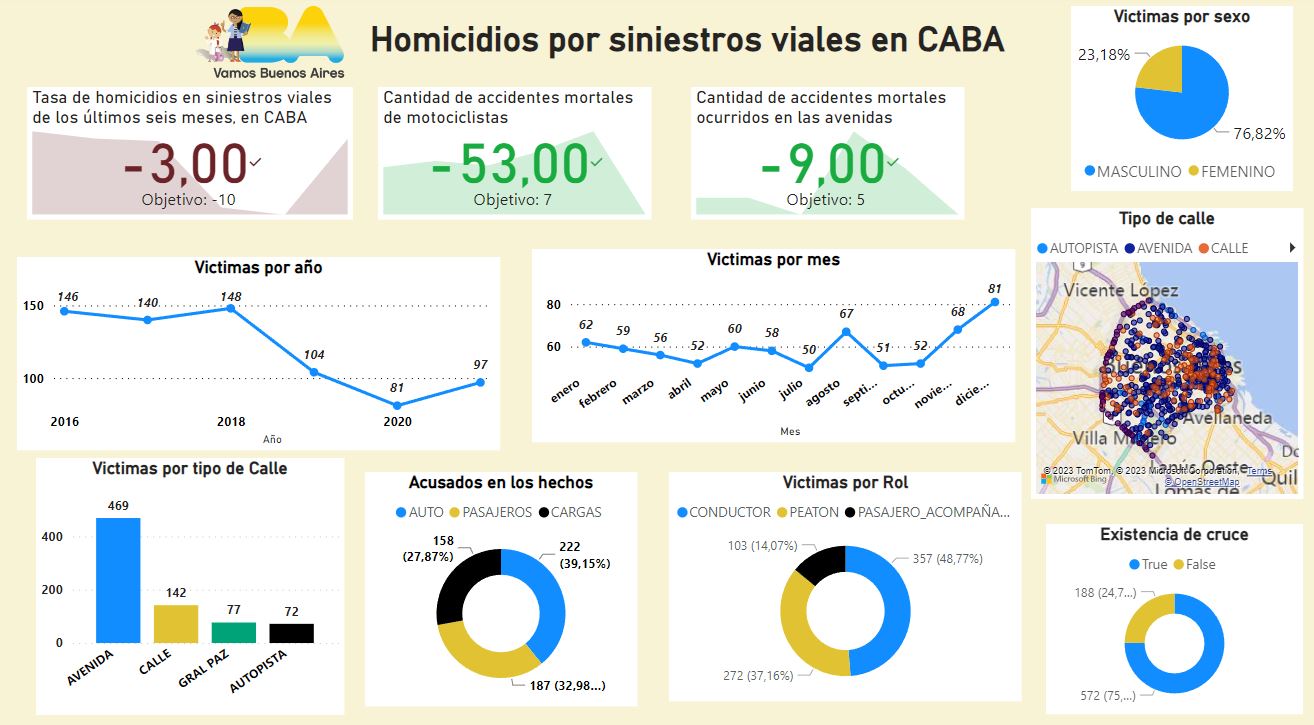 BA
Vamos Buenos Aires
Homicidios por siniestros viales en CABA
Victimas por sexo
23,18%
76,82%
MASCULINO
FEMENINO
Tasa de homicidios en siniestros viales
de los últimos seis meses, en CABA
-3,00
Objetivo: -10
Cantidad de accidentes mortales
de motociclistas
-53,00
Objetivo: 7
Cantidad de accidentes mortales
ocurridos en las avenidas
-9,00
Objetivo: 5
Tipo de calle
AUTOPISTA
AVENIDA
CALLE
9
Vicente López
Avellaneda
Lanús Oeste
Lomas de
Quil
© 2023 TomTom, © 2023 Microsoft Corporation, Terms
© OpenStreetMap
Microsoft Bing
Victimas por año
150
100
146
140
148
104
81
97
2016
2018
2020
Año
Victimas por mes
80
60
62
59
56
52
60
58
50
67
51
52
68
81
enero
febrero
marzo
abril
mayo
junio
julio
agosto
septi...
octu...
novie...
dicie...
Mes
Victimas por tipo de Calle
400
200
0
469
142
77
72
AVENIDA
CALLE
GRAL PAZ
AUTOPISTA
Acusados en los hechos
AUTO
PASAJEROS
CARGAS
158
(27,87%)
222
(39,15%)
187 (32,98...)
Victimas por Rol
CONDUCTOR
PEATON
PASAJERO_ACOMPAÑA...
103 (14,07%)
357 (48,77%)
272 (37,16%)
Existencia de cruce
True
False
188 (24,7...)
572 (75,...)